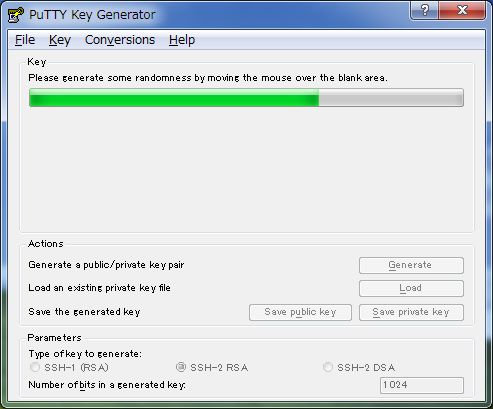 PuTTY Key Generator
File Key Conversions Help
Key
Please generate some randomness by moving the mouse over the blank area.
Actions
Generate a public/private key pair
Generate
Load an existing private key file
Load
Save the generated key
Save public key
Save private key
Parameters
Type of key to generate:
SSH-1 (RSA)
SSH-2 RSA
SSH-2 DSA
Number of bits in a generated key:
1024